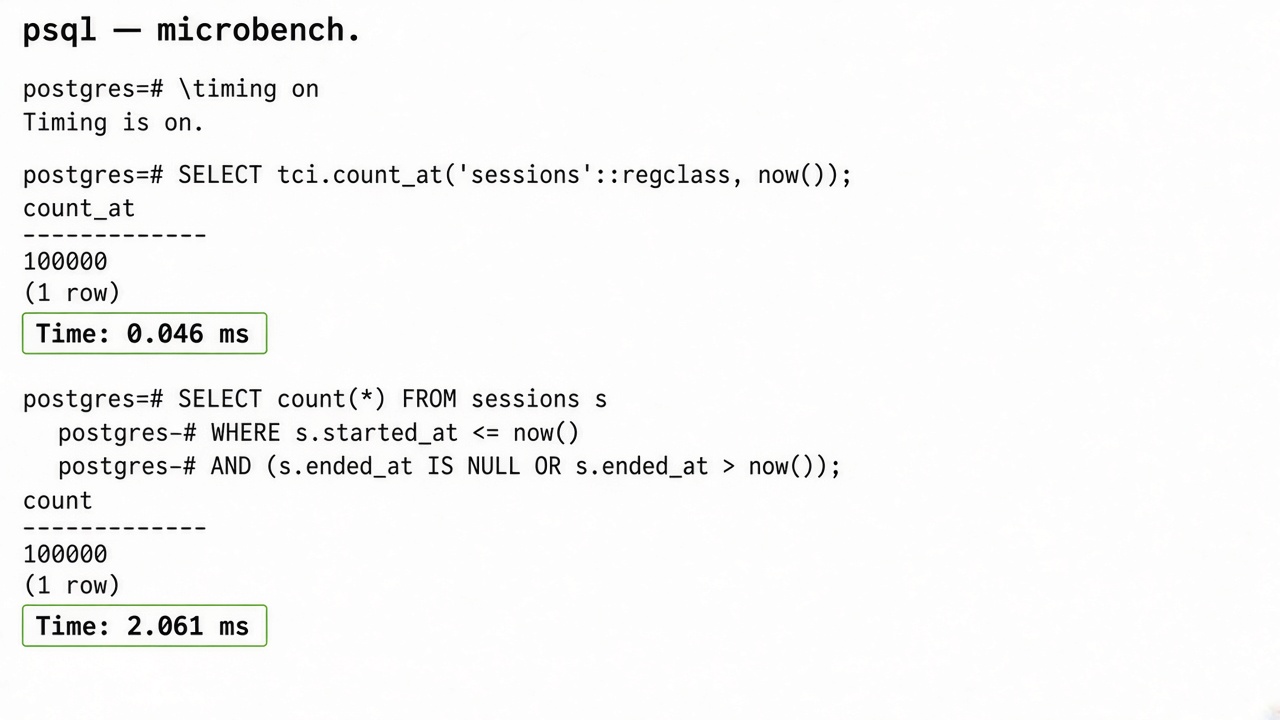 psql — microbench.
postgres=# \timing on
Timing is on.
postgres=# SELECT tci.count_at('sessions'::regclass, now());
count_at
-------------
100000
(1 row)
Time: 0.046 ms
postgres=# SELECT count(*) FROM sessions s
postgres-# WHERE s.started_at <= now()
postgres-# AND (s.ended_at IS NULL OR s.ended_at > now());
count
-------------
100000
(1 row)
Time: 2.061 ms